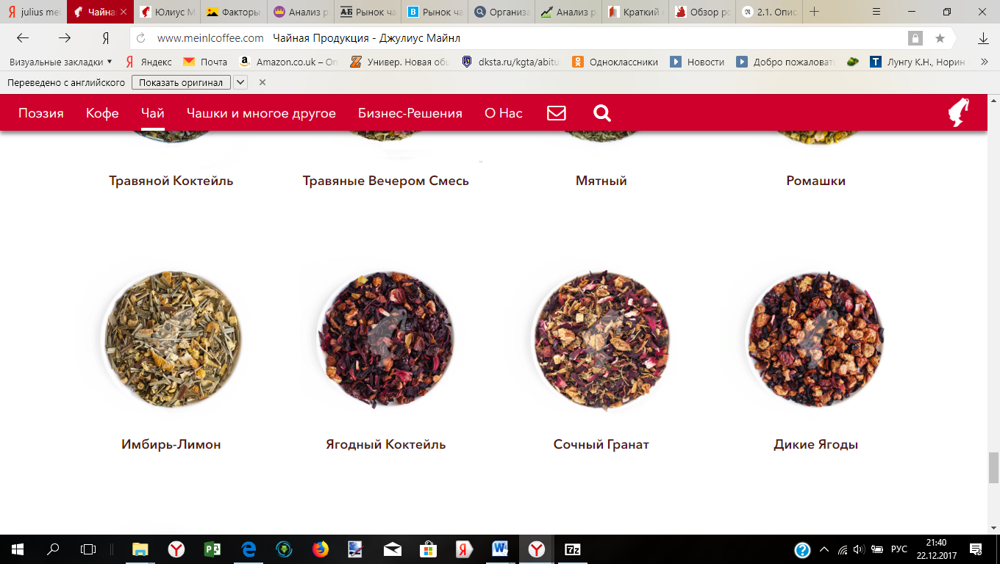 julius mei
Чайна
Юлиус М
Факторы
Анализ р
Рынок ча
Рынок ча
Организа
Анализ р
Краткий
Обзор ро
2.1. Опис
www.meinlcoffee.com Чайная Продукция - Джулиус Майнл
Визуальные закладки Яндекс Почта Amazon.co.uk – On Универ. Новая общ dksta.ru/kgta/abitu Одноклассники Новости Добро пожаловать Лунгу К.Н., Норин
Переведено с английского Показать оригинал
Поэзия Кофе Чай Чашки и многое другое Бизнес-Решения О Нас
Травяной Коктейль Травяные Вечером Смесь Мятный Ромашки
Имбирь-Лимон Ягодный Коктейль Сочный Гранат Дикие Ягоды
РУС
21:40
22.12.2017